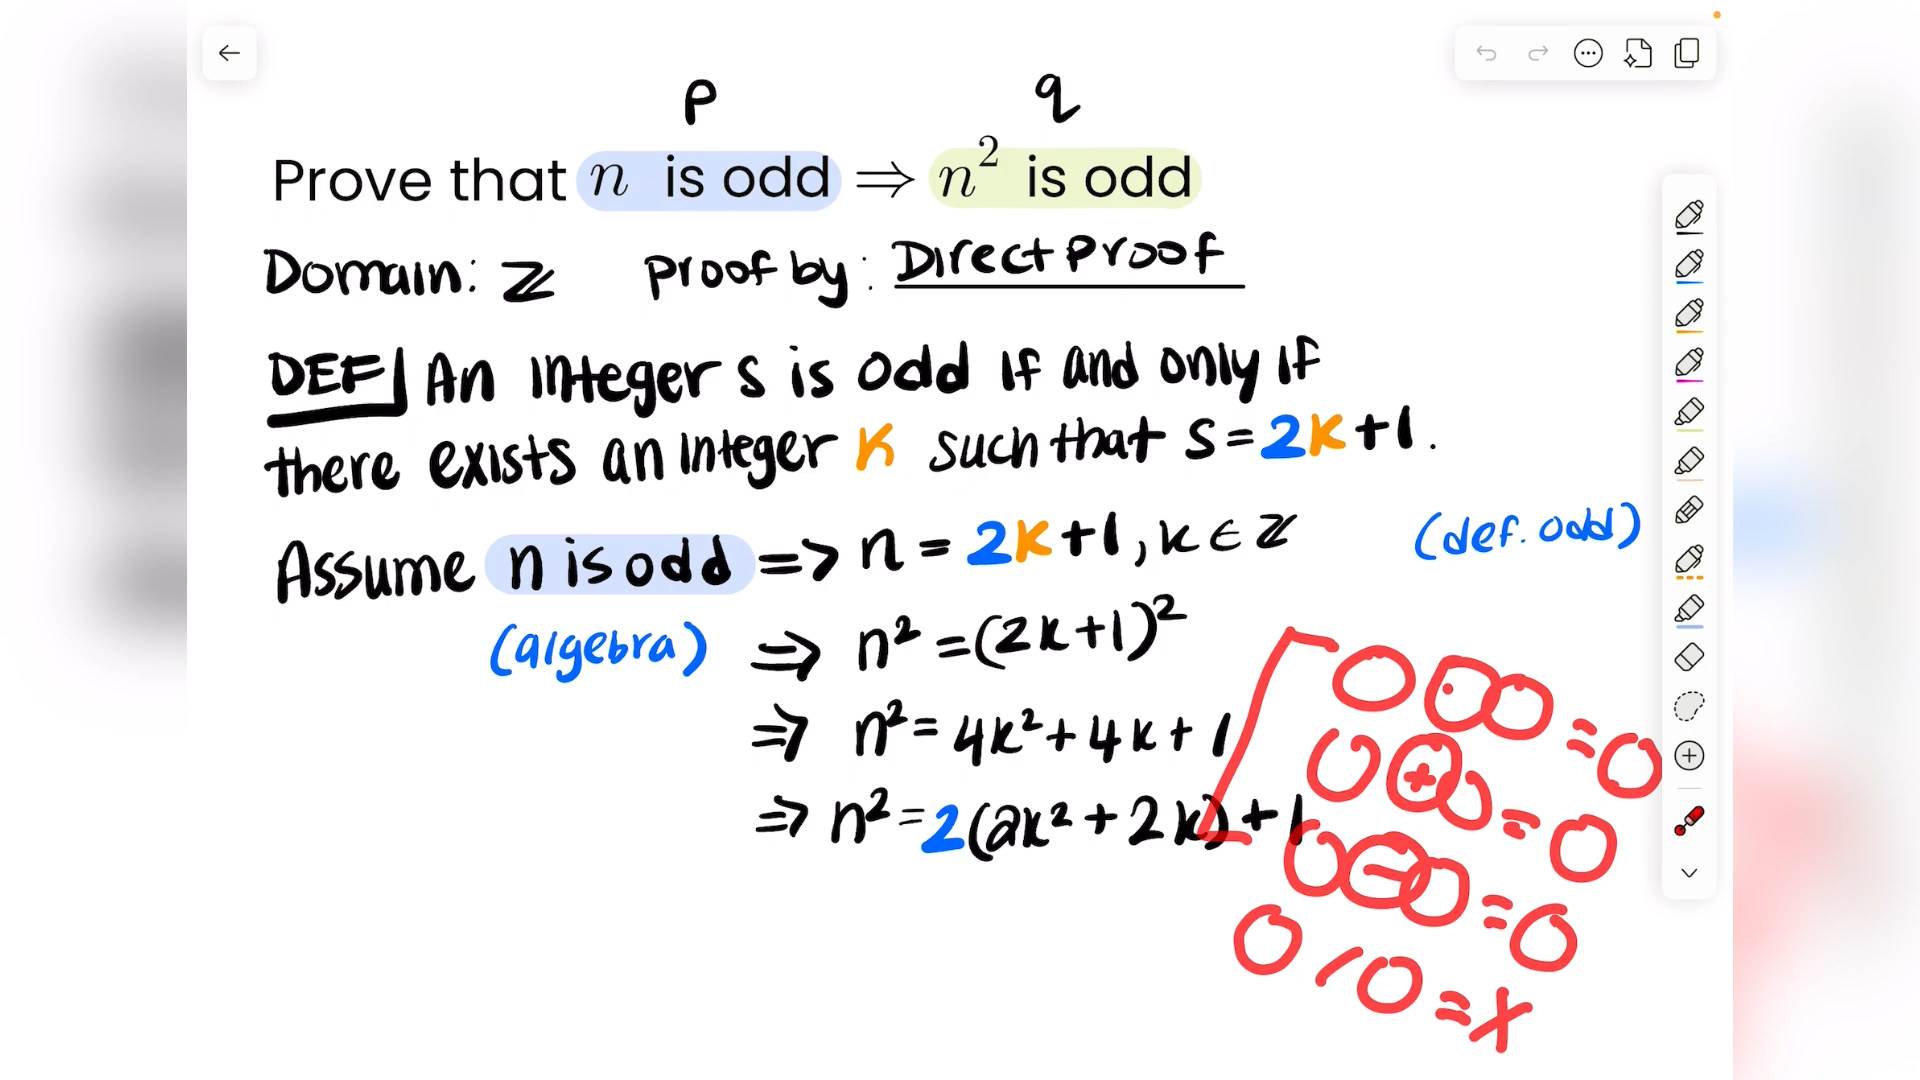 p q
Prove that n is odd ⟹ n² is odd
Domain: ℤ Proof by: Direct Proof
DEF An integer s is odd if and only if
there exists an integer k such that s = 2k+1.
Assume n is odd => n = 2k+1, k ∈ ℤ (def. odd)
(algebra) => n² = (2k+1)²
=> n² = 4k² + 4k + 1
=> n² = 2(2k² + 2k) + 1
O · O = O
O + O = O
O - O = O
O / O = X